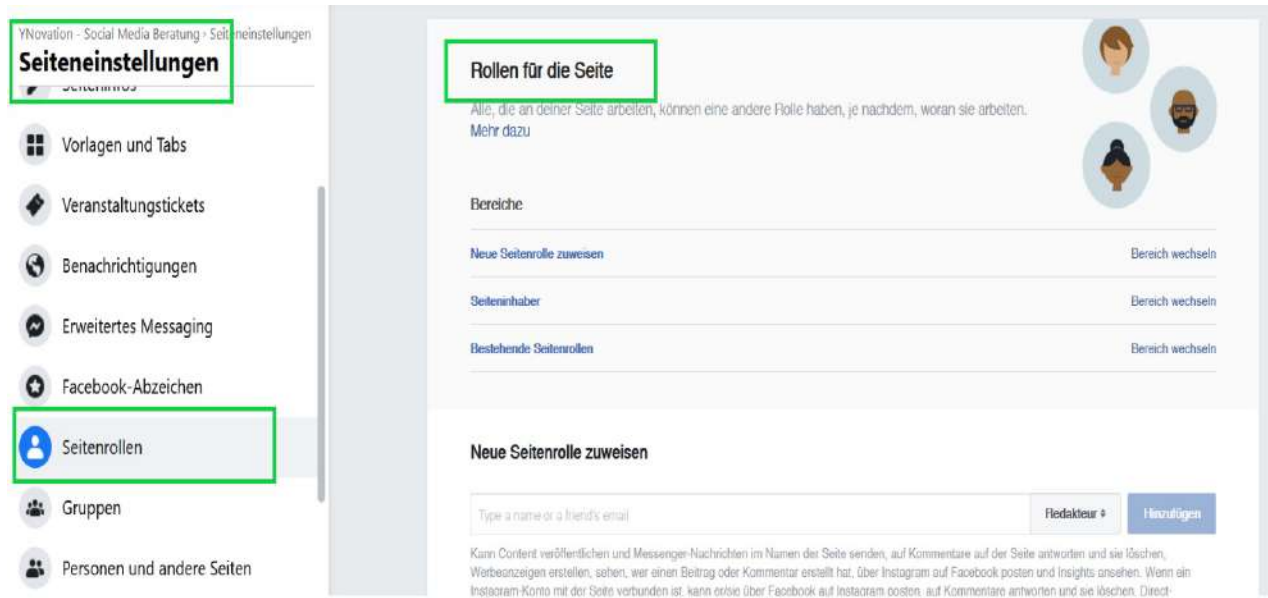 YNovation - Social Media Beratung › Seiteneinstellungen
Seiteneinstellungen
Seiteninfos
Vorlagen und Tabs
Veranstaltungstickets
Benachrichtigungen
Erweitertes Messaging
Facebook-Abzeichen
Seitenrollen
Gruppen
Personen und andere Seiten
Rollen für die Seite
Alle, die an deiner Seite arbeiten, können eine andere Rolle haben, je nachdem, woran sie arbeiten.
Mehr dazu
Bereiche
Neue Seitenrolle zuweisen Bereich wechseln
Seiteninhaber Bereich wechseln
Bestehende Seitenrollen Bereich wechseln
Neue Seitenrolle zuweisen
Type a name or a friend's email Redakteur Hinzufügen
Kann Content veröffentlichen und Messenger-Nachrichten im Namen der Seite senden, auf Kommentare auf der Seite antworten und sie löschen,
Werbeanzeigen erstellen, sehen, wer einen Beitrag oder Kommentar erstellt hat, über Instagram auf Facebook posten und Insights ansehen. Wenn ein
Instagram-Konto mit der Seite verbunden ist, kann er/sie über Facebook auf Instagram posten, auf Kommentare antworten und sie löschen, Direct-